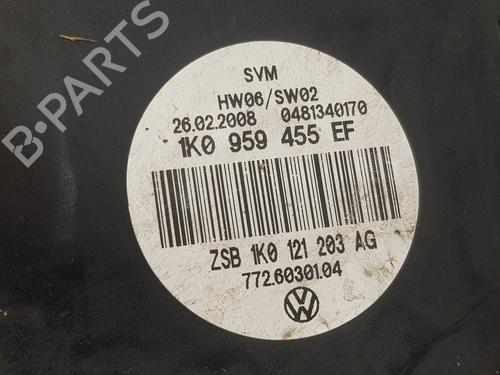 B-PARTS
SVM
HW06/SW02
26.02.2008 0481340170
1K0 959 455 EF
ZSB 1K0 121 203 AG
772.60301.04